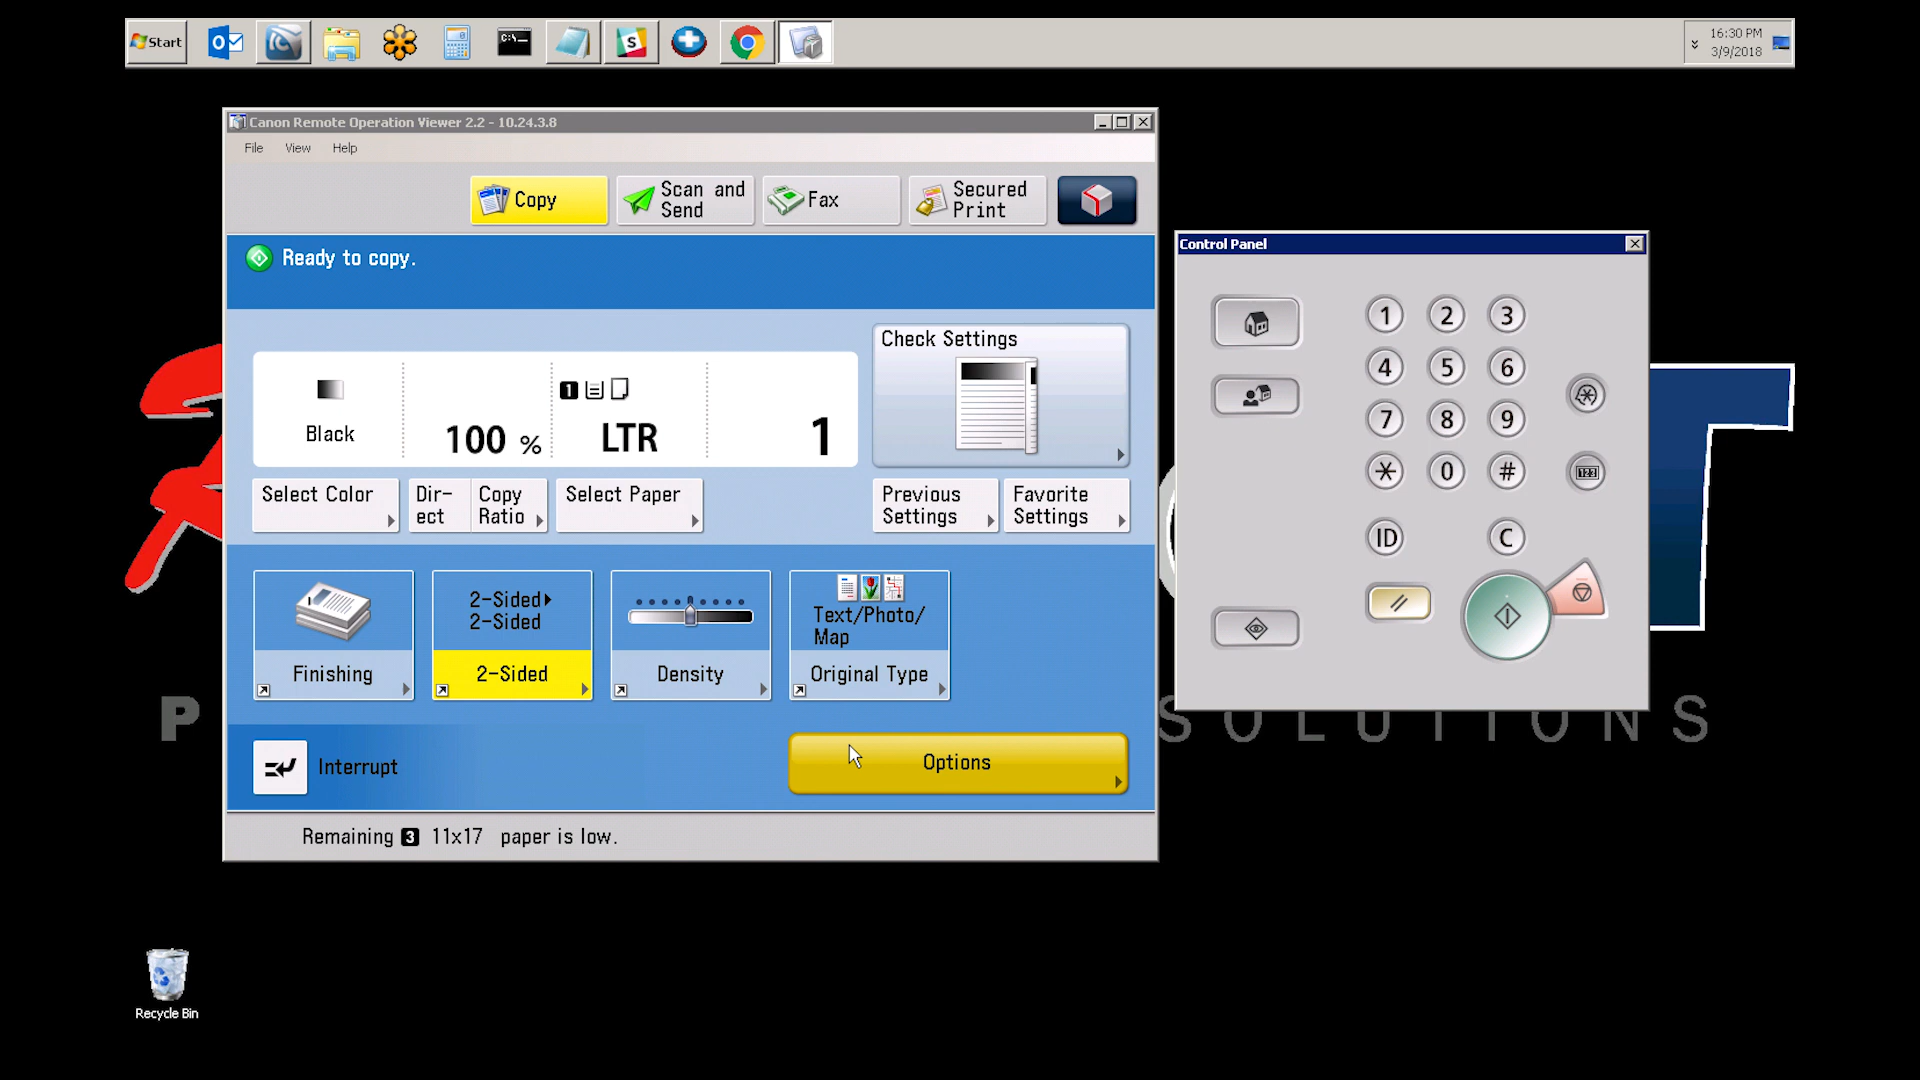 Start
16:30 PM
3/9/2018
Canon Remote Operation Viewer 2.2 - 10.24.3.8
File View Help
Copy
Scan and
Send
Fax
Secured
Print
Ready to copy.
Check Settings
Black
100 %
1
LTR
1
Select Color
Dir-
ect
Copy
Ratio
Select Paper
Previous
Settings
Favorite
Settings
2-Sided
2-Sided
Text/Photo/
Map
Finishing
2-Sided
Density
Original Type
Interrupt
Options
Remaining 3 11x17 paper is low.
Control Panel
1 2 3
4 5 6
7 8 9
* 0 #
ID C
P
SOLUTIONS
Recycle Bin